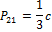 P₂₁ = 1/3 c